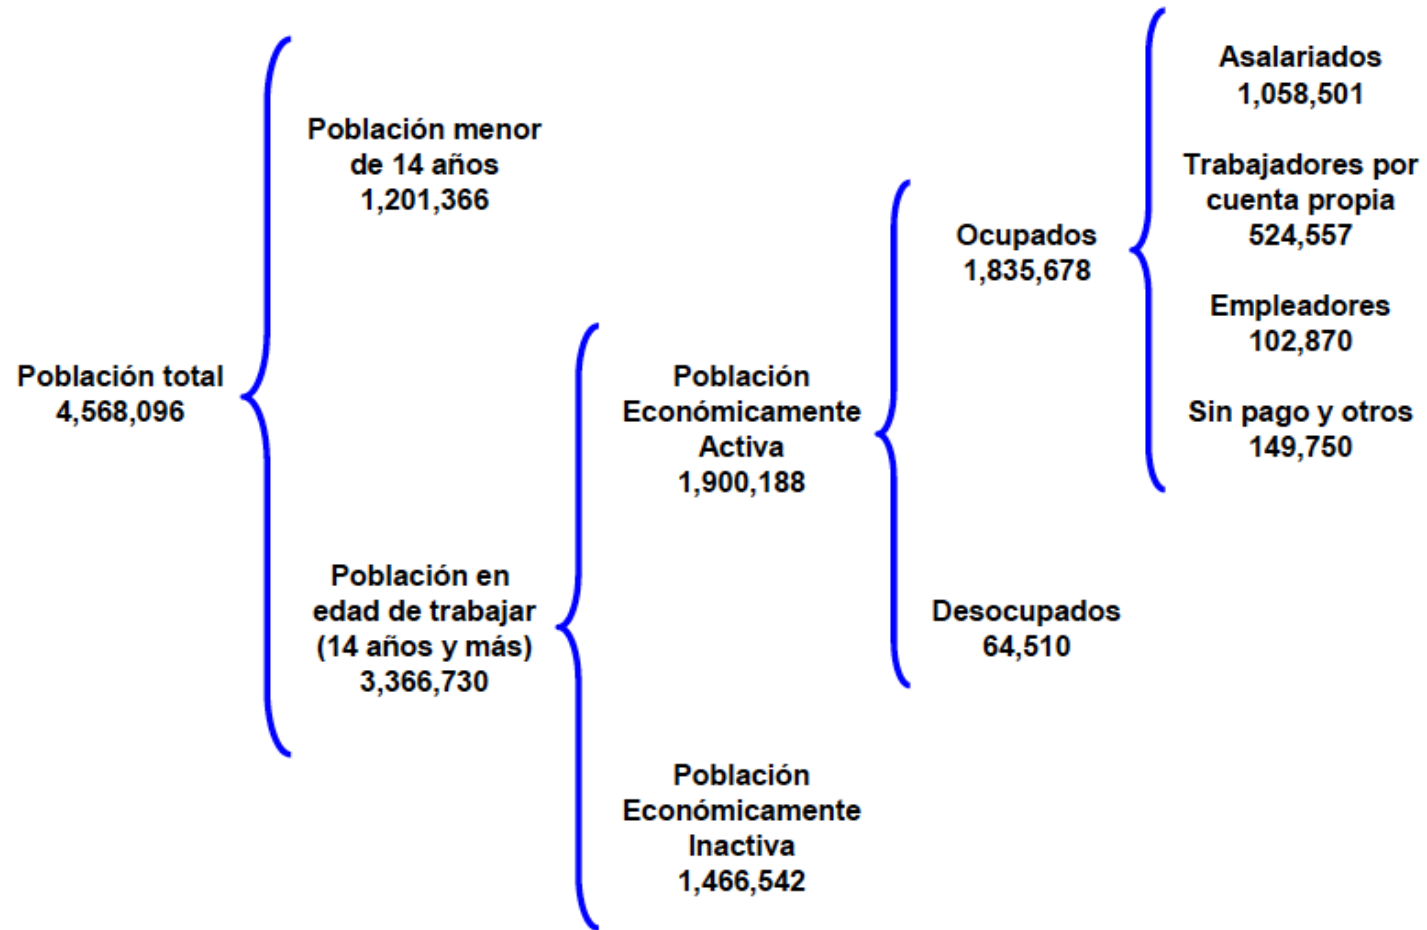 Población total
4,568,096
Población menor
de 14 años
1,201,366
Población en
edad de trabajar
(14 años y más)
3,366,730
Población
Económicamente
Activa
1,900,188
Población
Económicamente
Inactiva
1,466,542
Ocupados
1,835,678
Desocupados
64,510
Asalariados
1,058,501
Trabajadores por
cuenta propia
524,557
Empleadores
102,870
Sin pago y otros
149,750